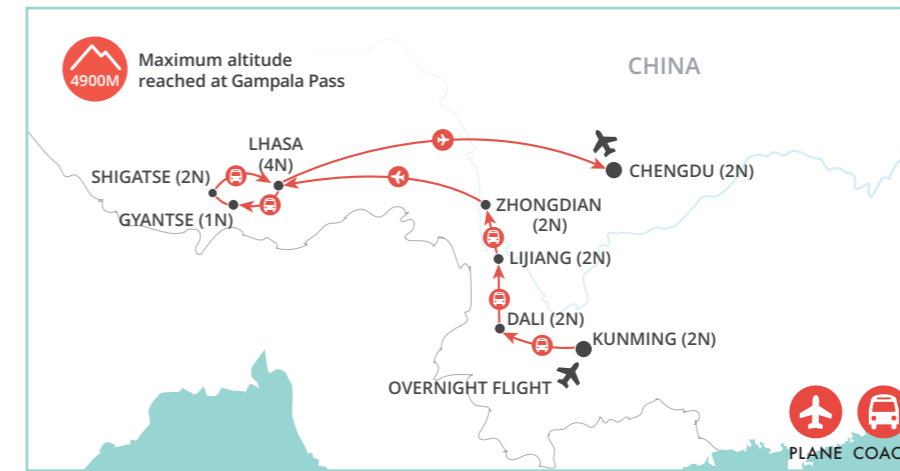 4900M
Maximum altitude
reached at Gampala Pass
CHINA
LHASA
(4N)
SHIGATSE (2N)
GYANTSE (1N)
CHENGDU (2N)
ZHONGDIAN
(2N)
LIJIANG (2N)
DALI (2N)
KUNMING (2N)
OVERNIGHT FLIGHT
PLANE
COAC